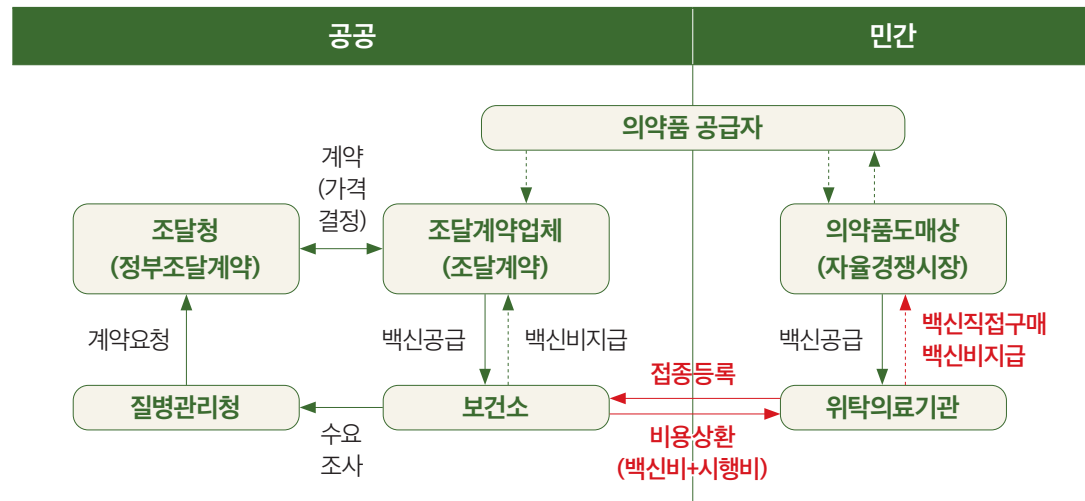 공공
민간
의약품 공급자
계약
(가격
결정)
조달청
(정부조달계약)
조달계약업체
(조달계약)
의약품도매상
(자율경쟁시장)
계약요청
백신공급
백신비지급
백신공급
백신직접구매
백신비지급
접종등록
질병관리청
보건소
위탁의료기관
수요
조사
비용상환
(백신비+시행비)